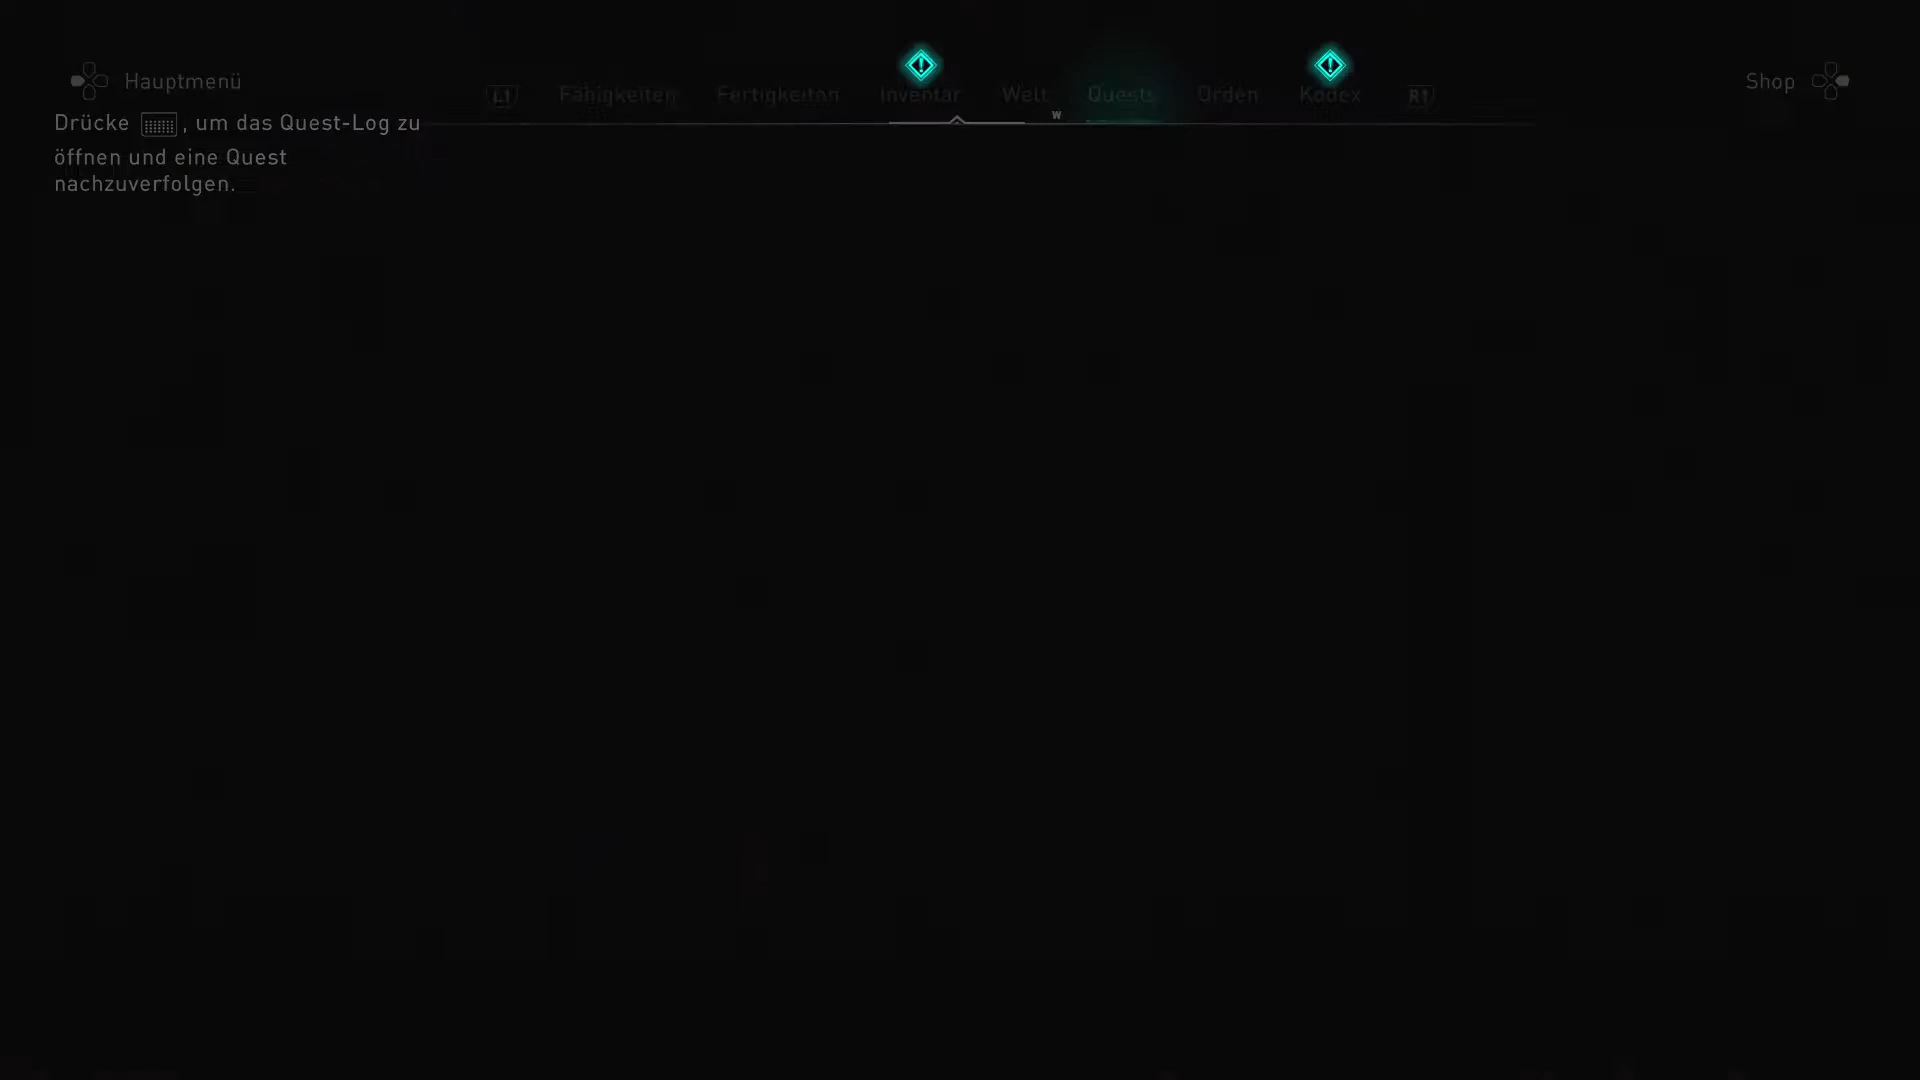 Hauptmenü
L1 Fähigkeiten Fertigkeiten Inventar Welt Quests Orden Kodex R1
Shop
W
Drücke , um das Quest-Log zu
öffnen und eine Quest
nachzuverfolgen.